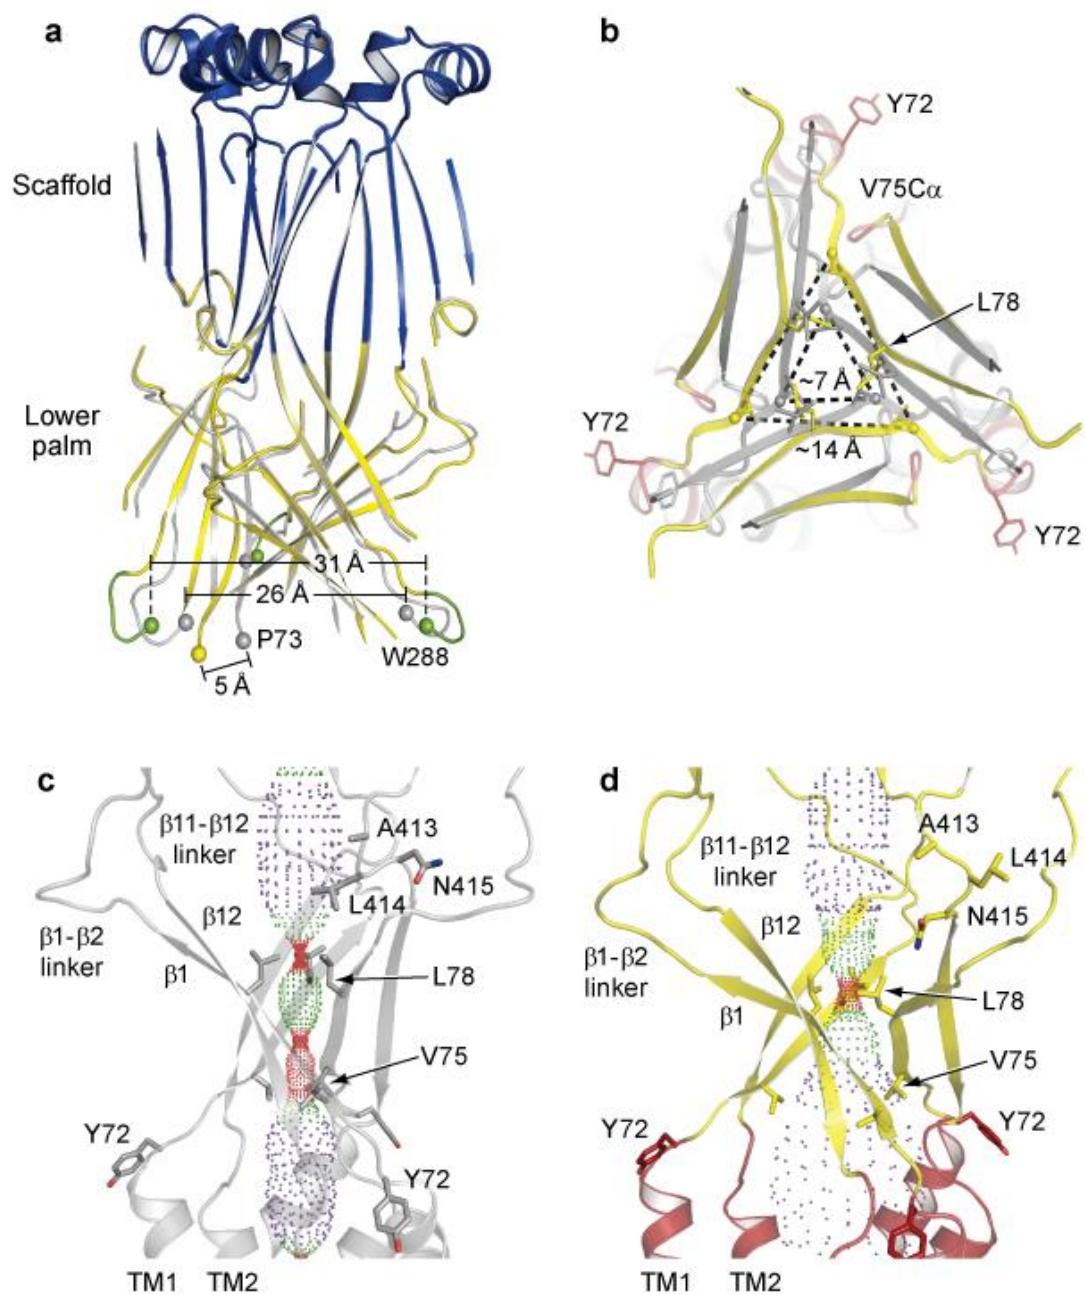 a
Scaffold
Lower
palm
31 Å
26 Å
P73
W288
5 Å
b
Y72
V75Cα
L78
~7 Å
Y72
~14 Å
Y72
c
β11-β12
linker
A413
N415
L414
β12
β1-β2
linker
β1
L78
V75
Y72
Y72
TM1 TM2
d
A413
β11-β12
linker
L414
N415
β12
β1-β2
linker
L78
β1
V75
Y72
Y72
TM1 TM2